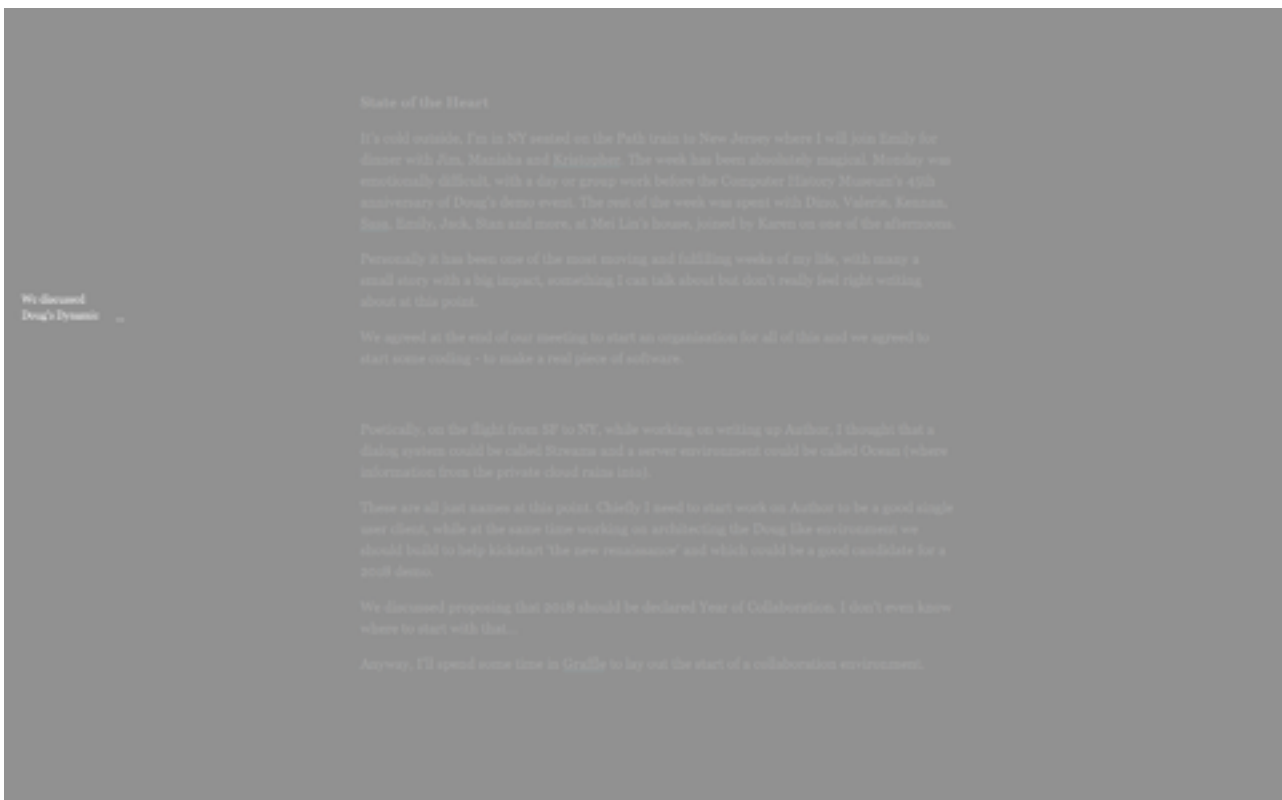 State of the Heart
It's cold outside, I'm in NY seated on the Path train to New Jersey where I will join Emily for
dinner with Jim, Manisha and Kristopher. The week has been absolutely magical. Monday was
emotionally difficult, with a day or group work before the Computer History Museum's 45th
anniversary of Doug's demo event. The rest of the week was spent with Dino, Valerie, Kennan,
Sam, Emily, Jack, Stan and more, at Mei Lin's house, joined by Karen on one of the afternoons.
Personally it has been one of the most moving and fulfilling weeks of my life, with many a
small story with a big impact, something I can talk about but don't really feel right writing
about at this point.
We discussed
Doug's Dynamic ...
We agreed at the end of our meeting to start an organisation for all of this and we agreed to
start some coding - to make a real piece of software.
Poetically, on the flight from SF to NY, while working on writing up Author, I thought that a
dialog system could be called Streams and a server environment could be called Ocean (where
information from the private cloud rains into).
These are all just names at this point. Chiefly I need to start work on Author to be a good single
user client, while at the same time working on architecting the Doug like environment we
should build to help kickstart 'the new renaissance' and which could be a good candidate for a
2018 demo.
We discussed proposing that 2018 should be declared Year of Collaboration. I don't even know
where to start with that..
Anyway, I'll spend some time in Graffle to lay out the start of a collaboration environment.